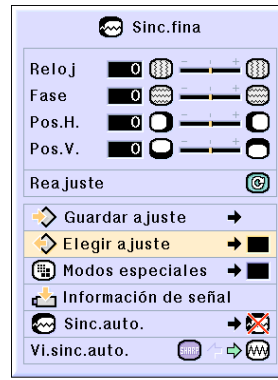 Sinc.fina
Reloj 0
Fase 0
Pos.H. 0
Pos.V. 0
Reajuste
Guardar ajuste
Elegir ajuste
Modos especiales
Información de señal
Sinc.auto.
Vi.sinc.auto. SHARP